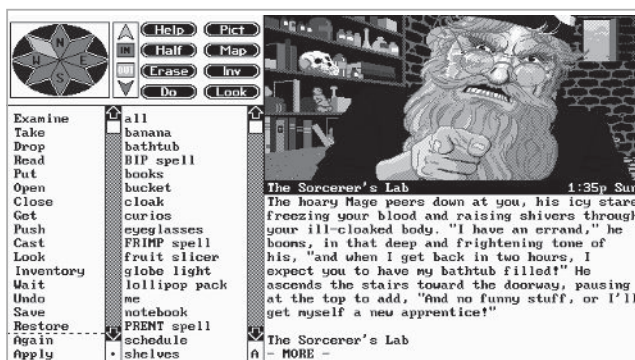 N
W E
S
IN
OUT
Help Pict
Half Map
Erase Inv
Do Look
Examine
Take
Drop
Read
Put
Open
Close
Get
Push
Cast
Look
Inventory
Wait
Undo
Save
Restore
Again
Apply
all
banana
bathtub
BIP spell
books
bucket
cloak
curios
eyeglasses
FRIMP spell
fruit slicer
globe light
lollipop pack
me
notebook
PRENT spell
schedule
shelves
A
The Sorcerer's Lab 1:35p Sun
The hoary Mage peers down at you, his icy stare
freezing your blood and raising shivers through
your ill-cloaked body. "I have an errand," he
booms, in that deep and frightening tone of
his, "and when I get back in two hours, I
expect you to have my bathtub filled!" He
ascends the stairs toward the doorway, pausing
at the top to add, "And no funny stuff, or I'll
get myself a new apprentice!"
The Sorcerer's Lab
- MORE -